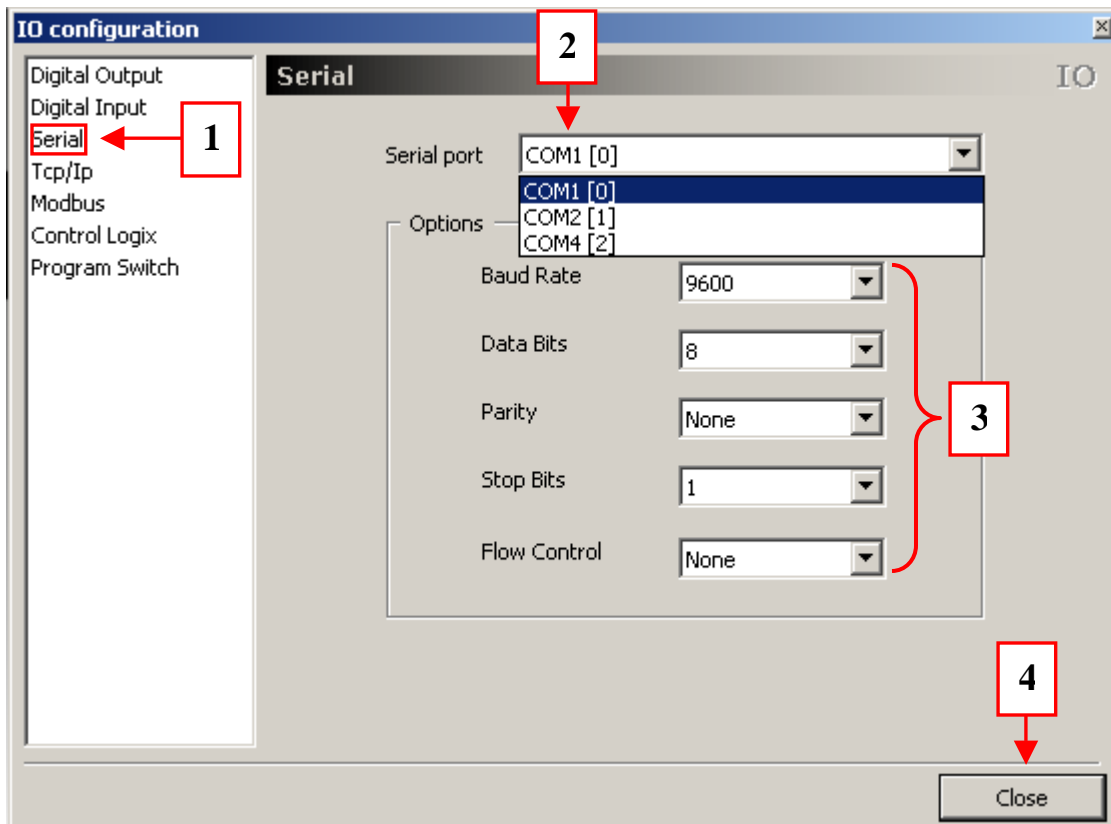 IO configuration
2
Digital Output
Digital Input
Serial
Tcp/Ip
Modbus
Control Logix
Program Switch
1
Serial
IO
Serial port
COM1 [0]
COM1 [0]
COM2 [1]
COM4 [2]
Options
Baud Rate
9600
Data Bits
8
Parity
None
Stop Bits
1
Flow Control
None
3
4
Close